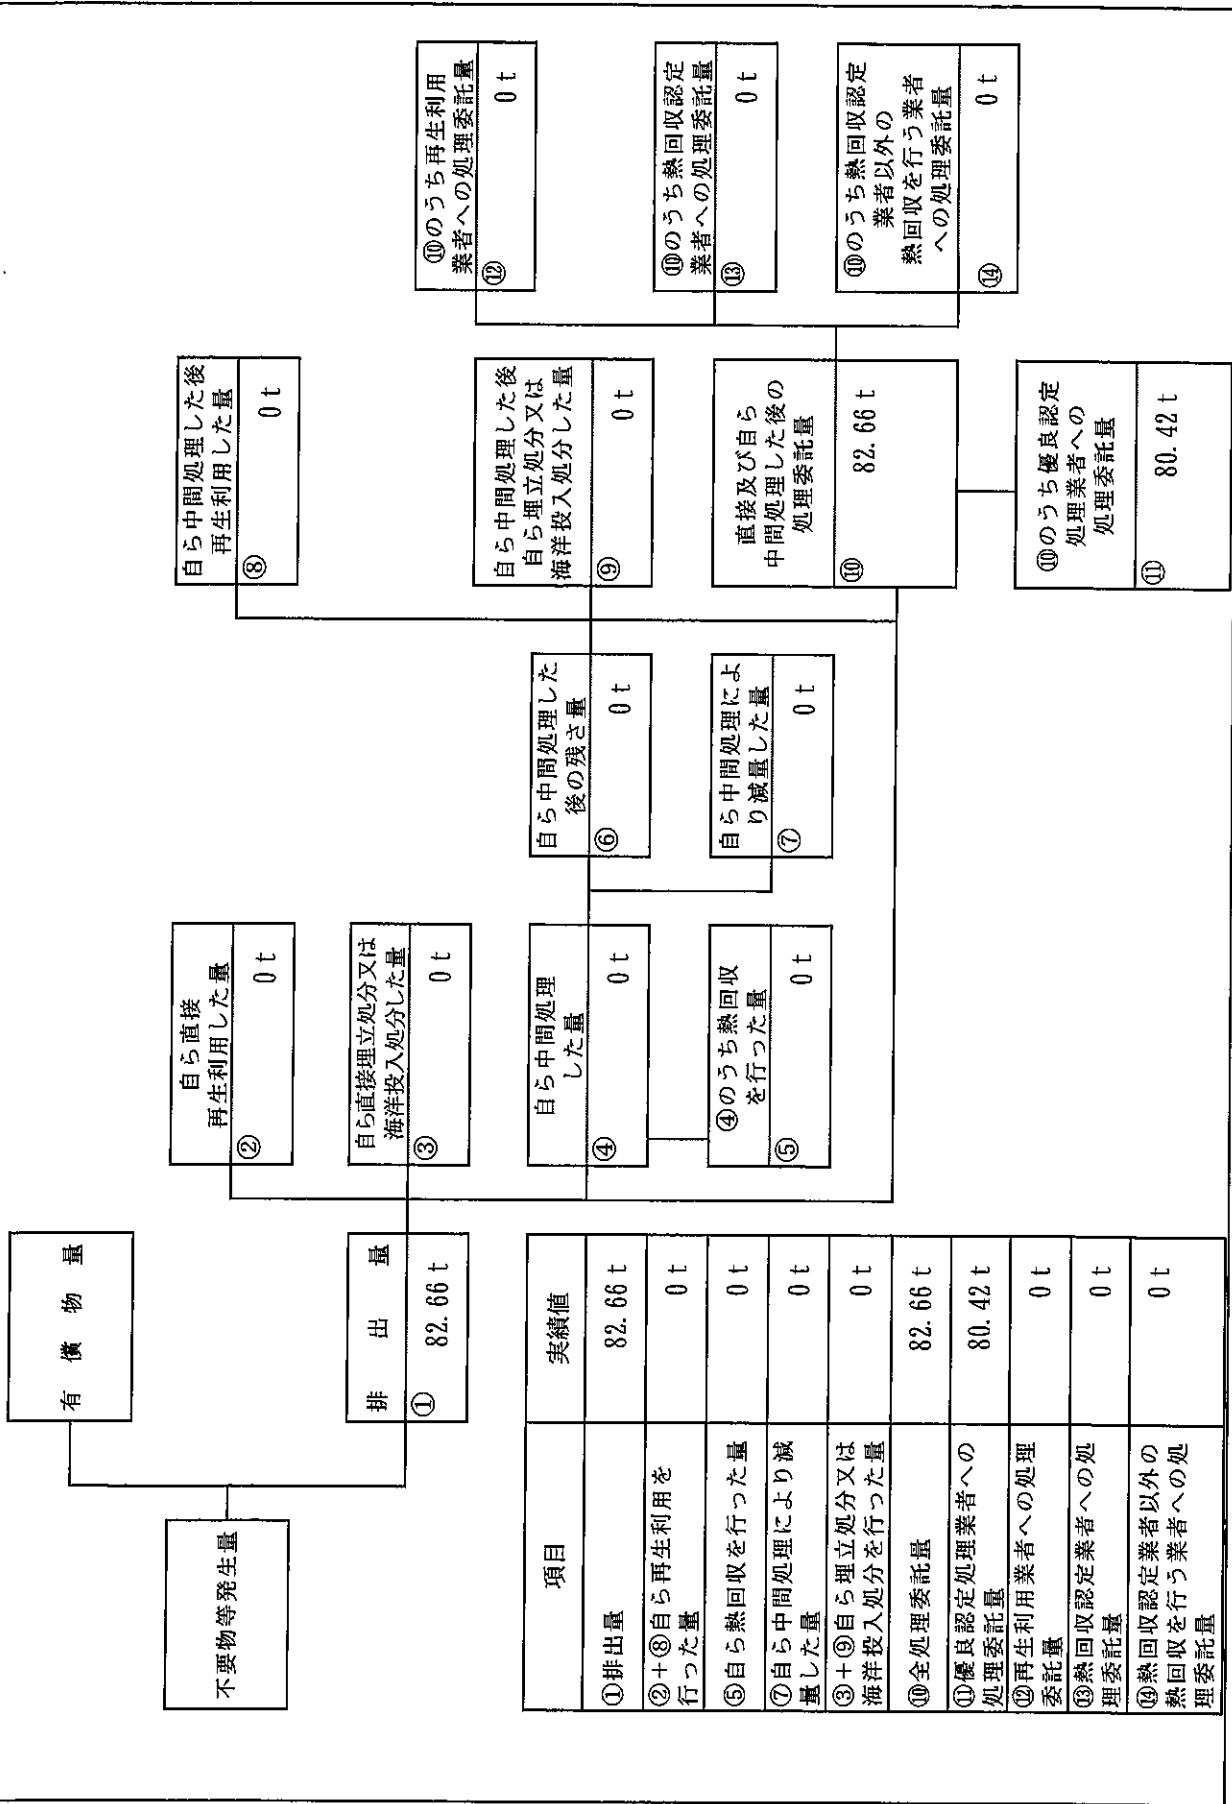 不要物等発生量
有 償 物 量
排 出 量
① 82.66 t
自ら直接
再生利用した量
② 0 t
自ら直接埋立処分又は
海洋投入処分した量
③ 0 t
自ら中間処理
した量
④ 0 t
④のうち熱回収
を行った量
⑤ 0 t
自ら中間処理した
後の残さ量
⑥ 0 t
自ら中間処理によ
り減量した量
⑦ 0 t
自ら中間処理した後
再生利用した量
⑧ 0 t
自ら中間処理した後
自ら埋立処分又は
海洋投入処分した量
⑨ 0 t
直接及び自ら
中間処理した後の
処理委託量
⑩ 82.66 t
⑩のうち優良認定
処理業者への
処理委託量
⑪ 80.42 t
⑩のうち再生利用
業者への処理委託量
⑫ 0 t
⑩のうち熱回収認定
業者への処理委託量
⑬ 0 t
⑩のうち熱回収認定
業者以外の
熱回収を行う業者
への処理委託量
⑭ 0 t
項目 実績値
①排出量 82.66 t
②+⑧自ら再生利用を
行った量 0 t
⑤自ら熱回収を行った量 0 t
⑦自ら中間処理により減
量した量 0 t
③+⑨自ら埋立処分又は
海洋投入処分を行った量 0 t
⑩全処理委託量 82.66 t
⑪優良認定処理業者への
処理委託量 80.42 t
⑫再生利用業者への処理
委託量 0 t
⑬熱回収認定業者への処
理委託量 0 t
⑭熱回収認定業者以外の
熱回収を行う業者への処
理委託量 0 t